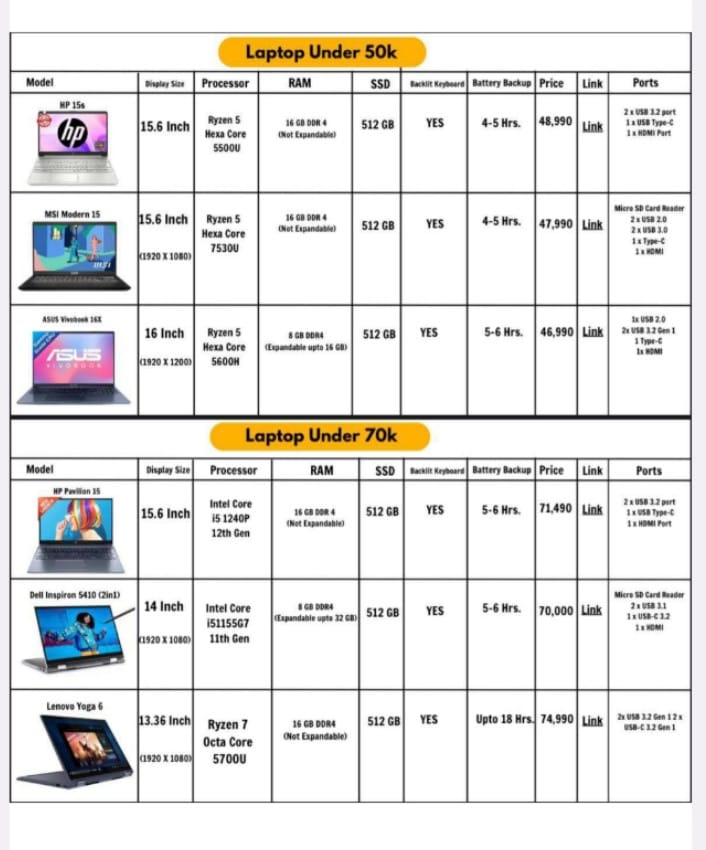 Laptop Under 50k
Model Display Size Processor RAM SSD Backlit Keyboard Battery Backup Price Link Ports
HP 15s
hp
15.6 Inch
Ryzen 5
Hexa Core
5500U
16 GB DDR 4
(Not Expandable)
512 GB
YES
4-5 Hrs.
48,990
Link
2 x USB 3.2 port
1 x USB Type-C
1 x HDMI Port
MSI Modern 15
msi
15.6 Inch
(1920 X 1080)
Ryzen 5
Hexa Core
7530U
16 GB DDR 4
(Not Expandable)
512 GB
YES
4-5 Hrs.
47,990
Link
Micro SD Card Reader
2 x USB 2.0
2 x USB 3.0
1 x Type-C
1 x HDMI
ASUS Vivobook 16X
ASUS
VIVOBOOK
16 Inch
(1920 X 1200)
Ryzen 5
Hexa Core
5600H
8 GB DDR4
(Expandable upto 16 GB)
512 GB
YES
5-6 Hrs.
46,990
Link
1x USB 2.0
2x USB 3.2 Gen 1
1 Type-C
1x HDMI
Laptop Under 70k
Model Display Size Processor RAM SSD Backlit Keyboard Battery Backup Price Link Ports
HP Pavilion 15
15.6 Inch
Intel Core
i5 1240P
12th Gen
16 GB DDR 4
(Not Expandable)
512 GB
YES
5-6 Hrs.
71,490
Link
2 x USB 3.2 port
1 x USB Type-C
1 x HDMI Port
Dell Inspiron 5410 (2in1)
14 Inch
(1920 X 1080)
Intel Core
i51155G7
11th Gen
8 GB DDR4
(Expandable upto 32 GB)
512 GB
YES
5-6 Hrs.
70,000
Link
Micro SD Card Reader
2 x USB 3.1
1 x USB-C 3.2
1 x HDMI
Lenovo Yoga 6
13.36 Inch
(1920 X 1080)
Ryzen 7
Octa Core
5700U
16 GB DDR4
(Not Expandable)
512 GB
YES
Upto 18 Hrs.
74,990
Link
2x USB 3.2 Gen 1 2 x
USB-C 3.2 Gen 1